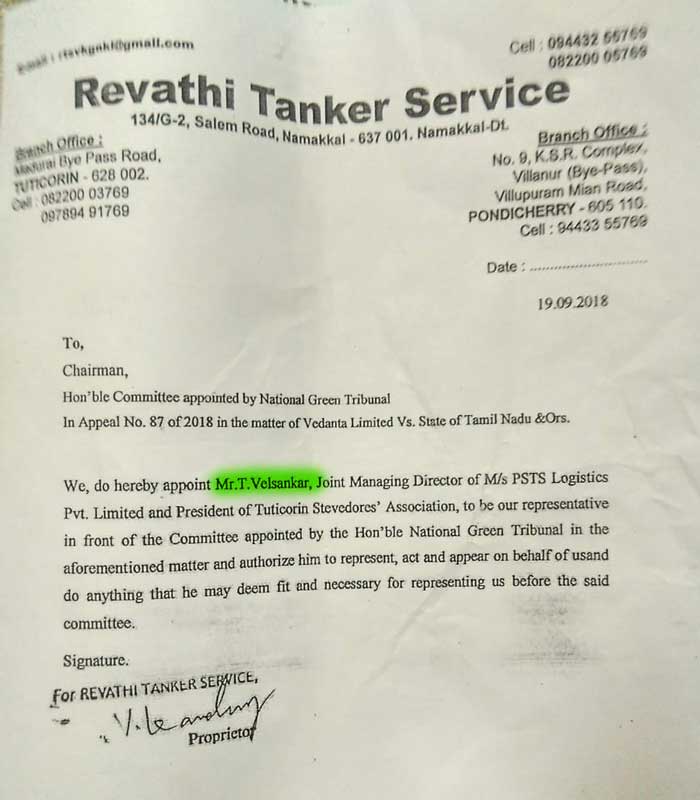 Cell : 094432 55769
082200 05769
Revathi Tanker Service
134/G-2, Salem Road, Namakkal - 637 001. Namakkal-Dt.
Branch Office :
Madurai Bye Pass Road,
TUTICORIN - 628 002.
Cell : 082200 03769
097894 91769
Branch Office :
No. 9, K.S.R. Complex,
Villanur (Bye-Pass),
Villupuram Mian Road,
PONDICHERRY - 605 110.
Cell : 94433 55769
Date : ..............................
19.09.2018
To,
Chairman,
Hon'ble Committee appointed by National Green Tribunal
In Appeal No. 87 of 2018 in the matter of Vedanta Limited Vs. State of Tamil Nadu &Ors.
We, do hereby appoint Mr.T.Velsankar, Joint Managing Director of M/s PSTS Logistics
Pvt. Limited and President of Tuticorin Stevedores' Association, to be our representative
in front of the Committee appointed by the Hon'ble National Green Tribunal in the
aforementioned matter and authorize him to represent, act and appear on behalf of usand
do anything that he may deem fit and necessary for representing us before the said
committee.
Signature.
For REVATHI TANKER SERVICE,
Proprietor